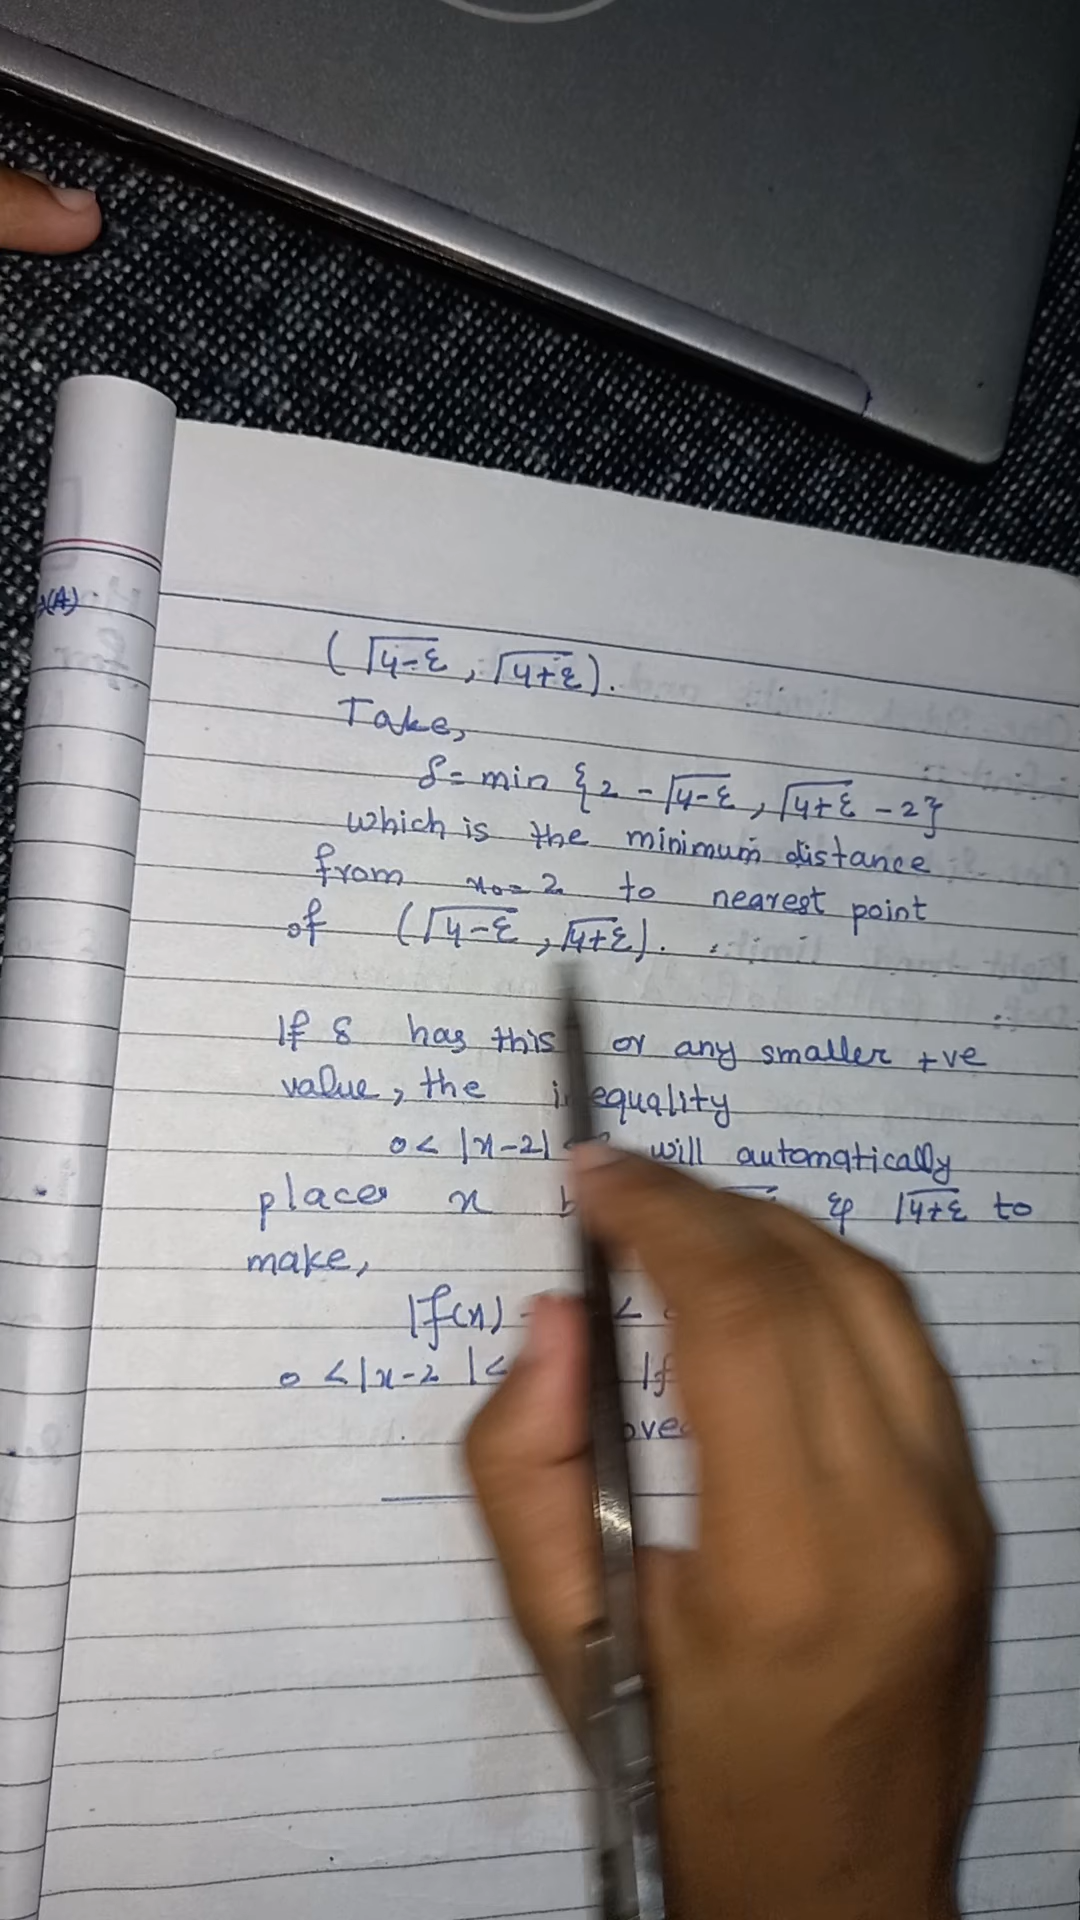 (A)
(√4-ε, √4+ε).
Take,
δ = min {2 - √4-ε, √4+ε - 2}
which is the minimum distance
from x₀ = 2 to nearest point
of (√4-ε, √4+ε).
If δ has this or any smaller +ve
value, the inequality
0 < |x-2| < will automatically
places x & √4+ε to
make,
|f(x) - <
0 < |x-2| < |f